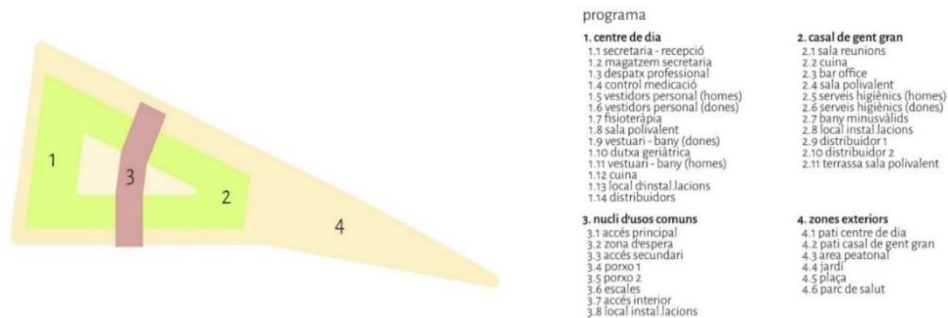 1
2
3
4
programa
1. centre de dia
1.1 secretaria - recepció
1.2 magatzem secretaria
1.3 despatx professional
1.4 control medicació
1.5 vestidors personal (homes)
1.6 vestidors personal (dones)
1.7 fisioteràpia
1.8 sala polivalent
1.9 vestuari - bany (dones)
1.10 dutxa geriàtrica
1.11 vestuari - bany (homes)
1.12 cuina
1.13 local d'instal.lacions
1.14 distribuidors
2. casal de gent gran
2.1 sala reunions
2.2 cuina
2.3 bar office
2.4 sala polivalent
2.5 serveis higiènics (homes)
2.6 serveis higiènics (dones)
2.7 bany minusvàlids
2.8 local instal.lacions
2.9 distribuidor 1
2.10 distribuidor 2
2.11 terrassa sala polivalent
3. nucli d'usos comuns
3.1 accés principal
3.2 zona d'espera
3.3 accés secundari
3.4 porxo 1
3.5 porxo 2
3.6 escales
3.7 accés interior
3.8 local instal.lacions
4. zones exteriors
4.1 pati centre de dia
4.2 pati casal de gent gran
4.3 area peatonal
4.4 jardí
4.5 plaça
4.6 parc de salut